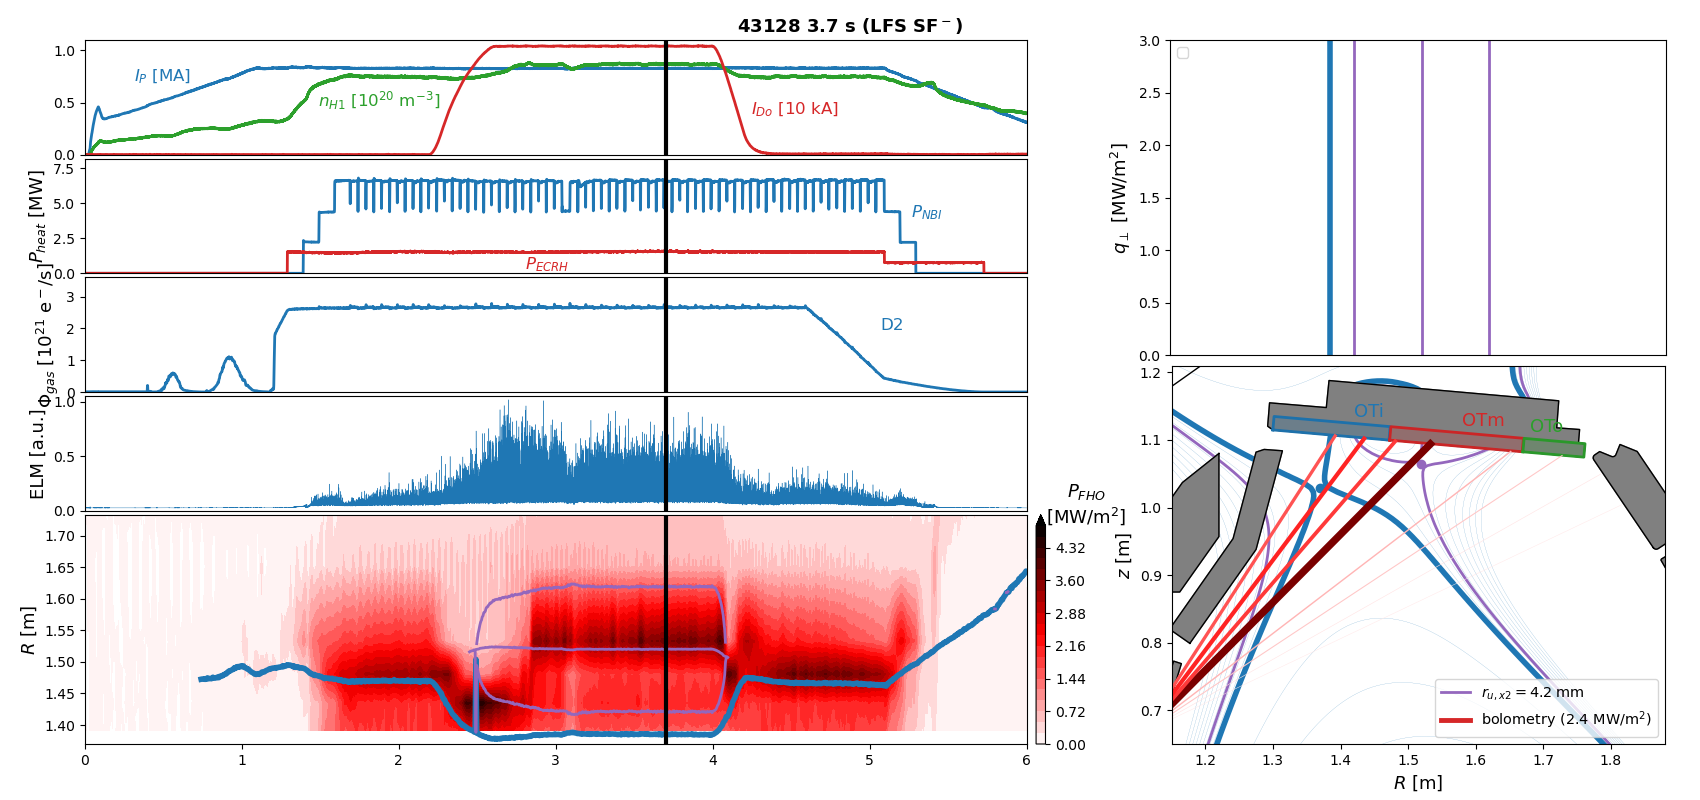 43128 3.7 s (LFS SF⁻)
1.0
0.5
0.0
I_P [MA]
n_H1 [10²⁰ m⁻³]
I_Do [10 kA]
P_heat [MW]
7.5
5.0
2.5
0.0
P_NBI
P_ECRH
Φ_gas [10²¹ e⁻/s]
3
2
1
0
D2
ELM [a.u.]
1.0
0.5
0.0
R [m]
1.70
1.65
1.60
1.55
1.50
1.45
1.40
0 1 2 3 4 5 6
P_FHO
[MW/m²]
4.32
3.60
2.88
2.16
1.44
0.72
0.00
q_⊥ [MW/m²]
3.0
2.5
2.0
1.5
1.0
0.5
0.0
z [m]
1.2
1.1
1.0
0.9
0.8
0.7
OTi
OTm
OTo
r_u,x2 = 4.2 mm
bolometry (2.4 MW/m²)
1.2 1.3 1.4 1.5 1.6 1.7 1.8
R [m]